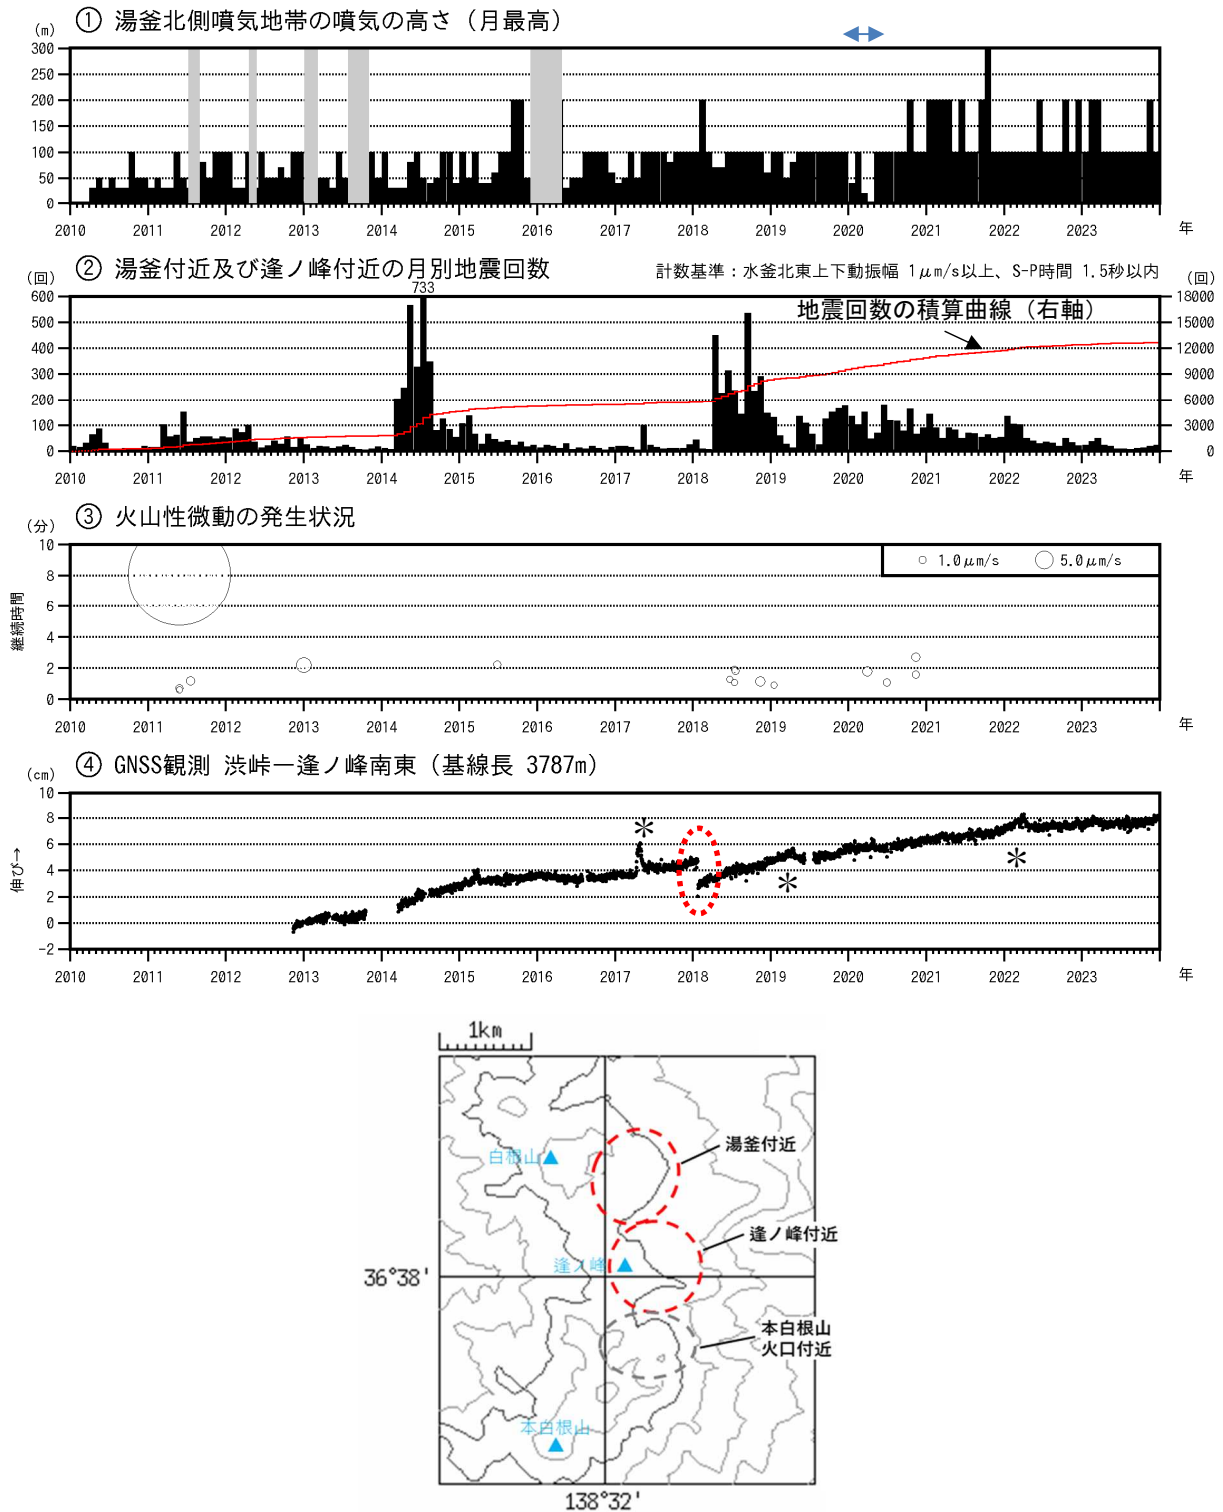 ① 湯釜北側噴気地帯の噴気の高さ（月最高）
(m)
300
250
200
150
100
50
0
2010 2011 2012 2013 2014 2015 2016 2017 2018 2019 2020 2021 2022 2023 年
② 湯釜付近及び逢ノ峰付近の月別地震回数
計数基準：水釜北東上下動振幅 1μm/s以上、S-P時間 1.5秒以内
(回) (回)
733
地震回数の積算曲線（右軸）
600 18000
500 15000
400 12000
300 9000
200 6000
100 3000
0 0
2010 2011 2012 2013 2014 2015 2016 2017 2018 2019 2020 2021 2022 2023 年
③ 火山性微動の発生状況
(分)
継続時間
10
8
6
4
2
0
1.0μm/s 5.0μm/s
2010 2011 2012 2013 2014 2015 2016 2017 2018 2019 2020 2021 2022 2023 年
④ GNSS観測 渋峠－逢ノ峰南東（基線長 3787m）
(cm)
伸び→
10
8
6
4
2
0
-2
* * *
2010 2011 2012 2013 2014 2015 2016 2017 2018 2019 2020 2021 2022 2023 年
1km
湯釜付近
白根山
逢ノ峰付近
逢ノ峰
36°38'
本白根山
火口付近
本白根山
138°32'